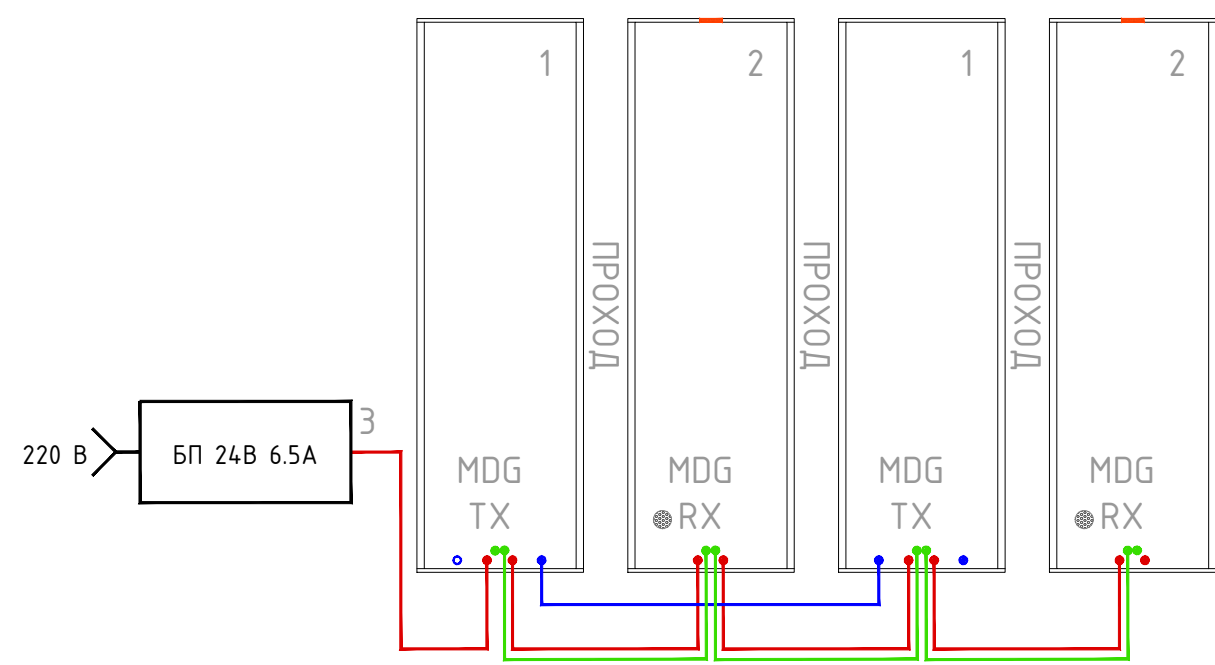 1
2
1
2
ПРОХОД
ПРОХОД
ПРОХОД
3
220 В
БП 24В 6.5А
MDG
TX
MDG
RX
MDG
TX
MDG
RX